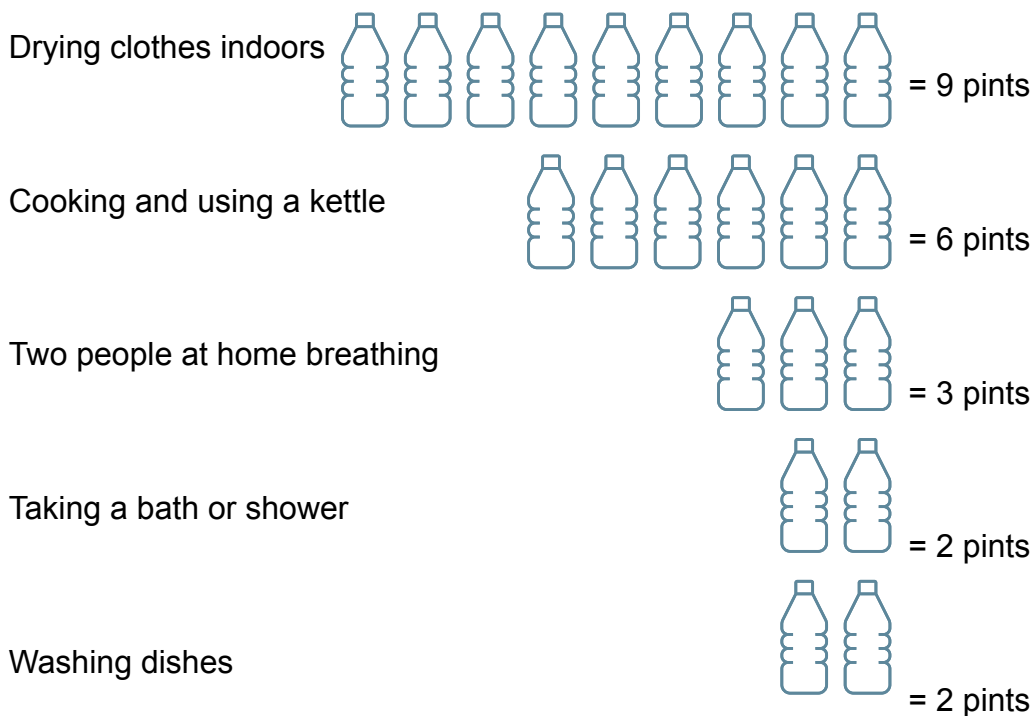 Drying clothes indoors = 9 pints
Cooking and using a kettle = 6 pints
Two people at home breathing = 3 pints
Taking a bath or shower = 2 pints
Washing dishes = 2 pints